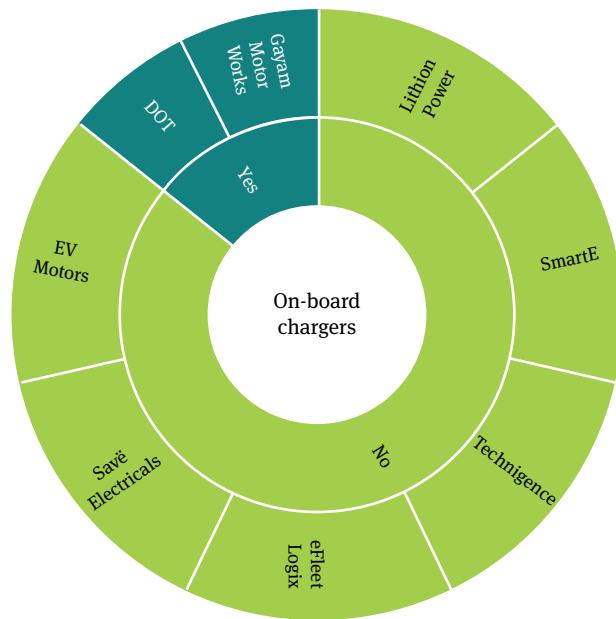 Gayam
Motor
Works
DOT
Yes
Lithion
Power
EV
Motors
SmartE
On-board
chargers
No
Savë
Electricals
Technigence
eFleet
Logix